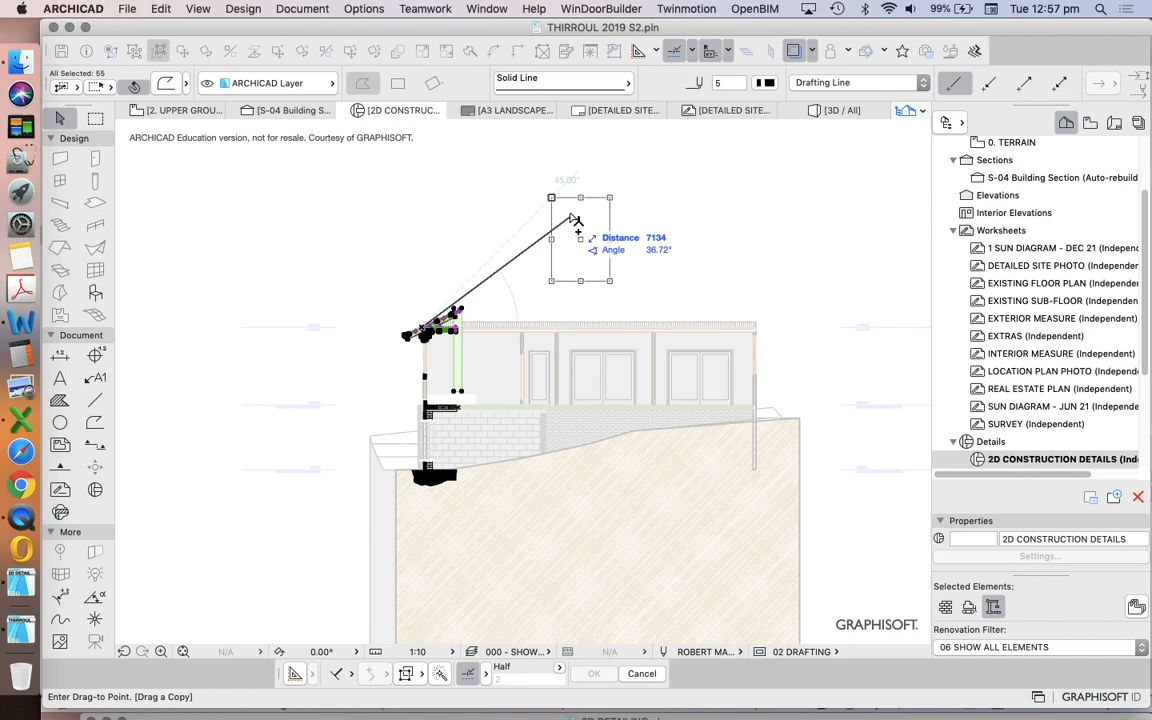 ARCHICAD File Edit View Design Document Options Teamwork Window Help WinDoorBuilder Twinmotion OpenBIM 99% Tue 12:57 pm
THIRROUL 2019 S2.pln
All Selected: 55
ARCHICAD Layer
Solid Line
5
Drafting Line
[2. UPPER GROU...
[S-04 Building S...
[2D CONSTRUC...
[A3 LANDSCAPE...
[DETAILED SITE...
[DETAILED SITE...
[3D / All]
Design
Document
More
ARCHICAD Education version, not for resale. Courtesy of GRAPHISOFT.
45,00°
Distance 7134
Angle 36.72°
GRAPHISOFT.
0. TERRAIN
Sections
S-04 Building Section (Auto-rebuild
Elevations
Interior Elevations
Worksheets
1 SUN DIAGRAM - DEC 21 (Independ
DETAILED SITE PHOTO (Independent
EXISTING FLOOR PLAN (Independen
EXISTING SUB-FLOOR (Independent
EXTERIOR MEASURE (Independent)
EXTRAS (Independent)
INTERIOR MEASURE (Independent)
LOCATION PLAN PHOTO (Independen
REAL ESTATE PLAN (Independent)
SUN DIAGRAM - JUN 21 (Independen
SURVEY (Independent)
Details
2D CONSTRUCTION DETAILS (Ind
Properties
2D CONSTRUCTION DETAILS
Settings...
Selected Elements:
Renovation Filter:
06 SHOW ALL ELEMENTS
N/A 0.00° 1:10 000 - SHOW... N/A ROBERT MA... 02 DRAFTING
Half
2
OK
Cancel
Enter Drag-to Point. [Drag a Copy]
GRAPHISOFT ID